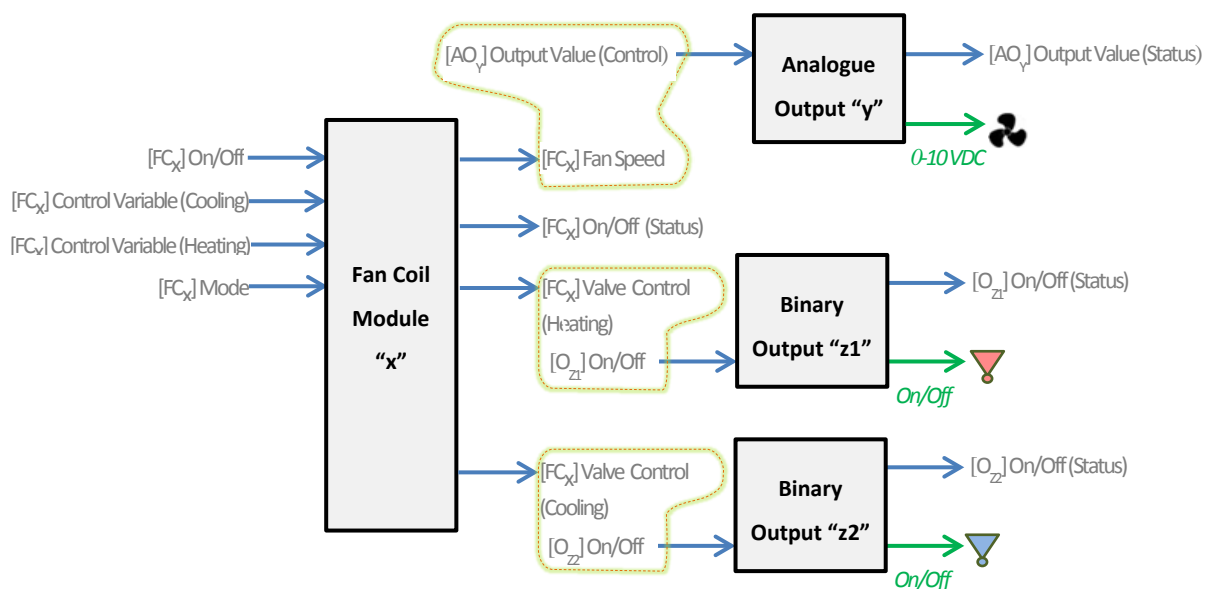 [AOY] Output Value (Control)
Analogue
Output “y”
[AOY] Output Value (Status)
0-10 VDC
[FCX] On/Off
[FCX] Control Variable (Cooling)
[FCX] Control Variable (Heating)
[FCX] Mode
Fan Coil
Module
“x”
[FCX] Fan Speed
[FCX] On/Off (Status)
[FCX] Valve Control
(Heating)
[OZ1] On/Off
Binary
Output “z1”
[OZ1] On/Off (Status)
On/Off
[FCX] Valve Control
(Cooling)
[OZ2] On/Off
Binary
Output “z2”
[OZ2] On/Off (Status)
On/Off